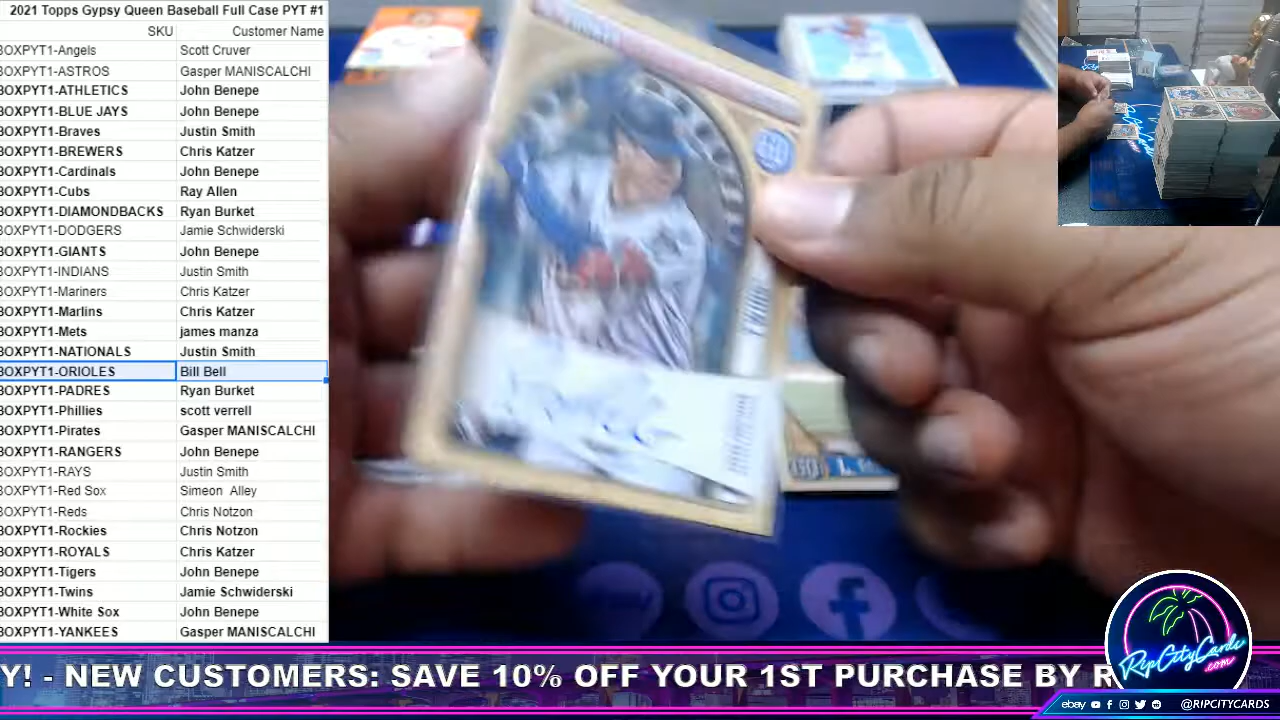 2021 Topps Gypsy Queen Baseball Full Case PYT #1
SKU Customer Name
BOXPYT1-Angels Scott Cruver
BOXPYT1-ASTROS Gasper MANISCALCHI
BOXPYT1-ATHLETICS John Benepe
BOXPYT1-BLUE JAYS John Benepe
BOXPYT1-Braves Justin Smith
BOXPYT1-BREWERS Chris Katzer
BOXPYT1-Cardinals John Benepe
BOXPYT1-Cubs Ray Allen
BOXPYT1-DIAMONDBACKS Ryan Burket
BOXPYT1-DODGERS Jamie Schwiderski
BOXPYT1-GIANTS John Benepe
BOXPYT1-INDIANS Justin Smith
BOXPYT1-Mariners Chris Katzer
BOXPYT1-Marlins Chris Katzer
BOXPYT1-Mets james manza
BOXPYT1-NATIONALS Justin Smith
BOXPYT1-ORIOLES Bill Bell
BOXPYT1-PADRES Ryan Burket
BOXPYT1-Phillies scott verrell
BOXPYT1-Pirates Gasper MANISCALCHI
BOXPYT1-RANGERS John Benepe
BOXPYT1-RAYS Justin Smith
BOXPYT1-Red Sox Simeon Alley
BOXPYT1-Reds Chris Notzon
BOXPYT1-Rockies Chris Notzon
BOXPYT1-ROYALS Chris Katzer
BOXPYT1-Tigers John Benepe
BOXPYT1-Twins Jamie Schwiderski
BOXPYT1-White Sox John Benepe
BOXPYT1-YANKEES Gasper MANISCALCHI
Y! - NEW CUSTOMERS: SAVE 10% OFF YOUR 1ST PURCHASE BY R
RipCityCards
.com
ebay @RIPCITYCARDS